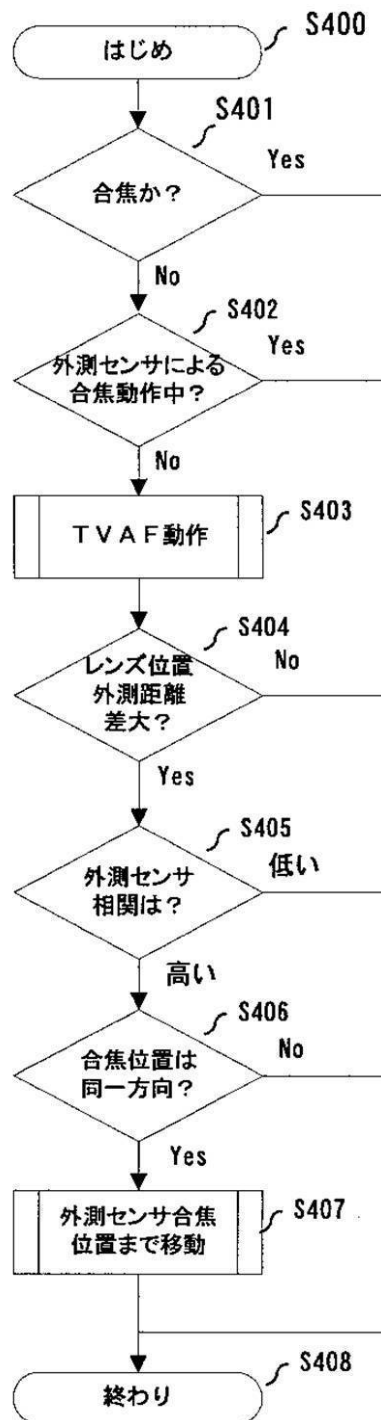 はじめ
S400
S401
合焦か？
Yes
No
S402
外測センサによる
合焦動作中？
Yes
No
TVAF動作
S403
S404
レンズ位置
外測距離
差大？
No
Yes
S405
外測センサ
相関は？
低い
高い
S406
合焦位置は
同一方向？
No
Yes
外測センサ合焦
位置まで移動
S407
S408
終わり